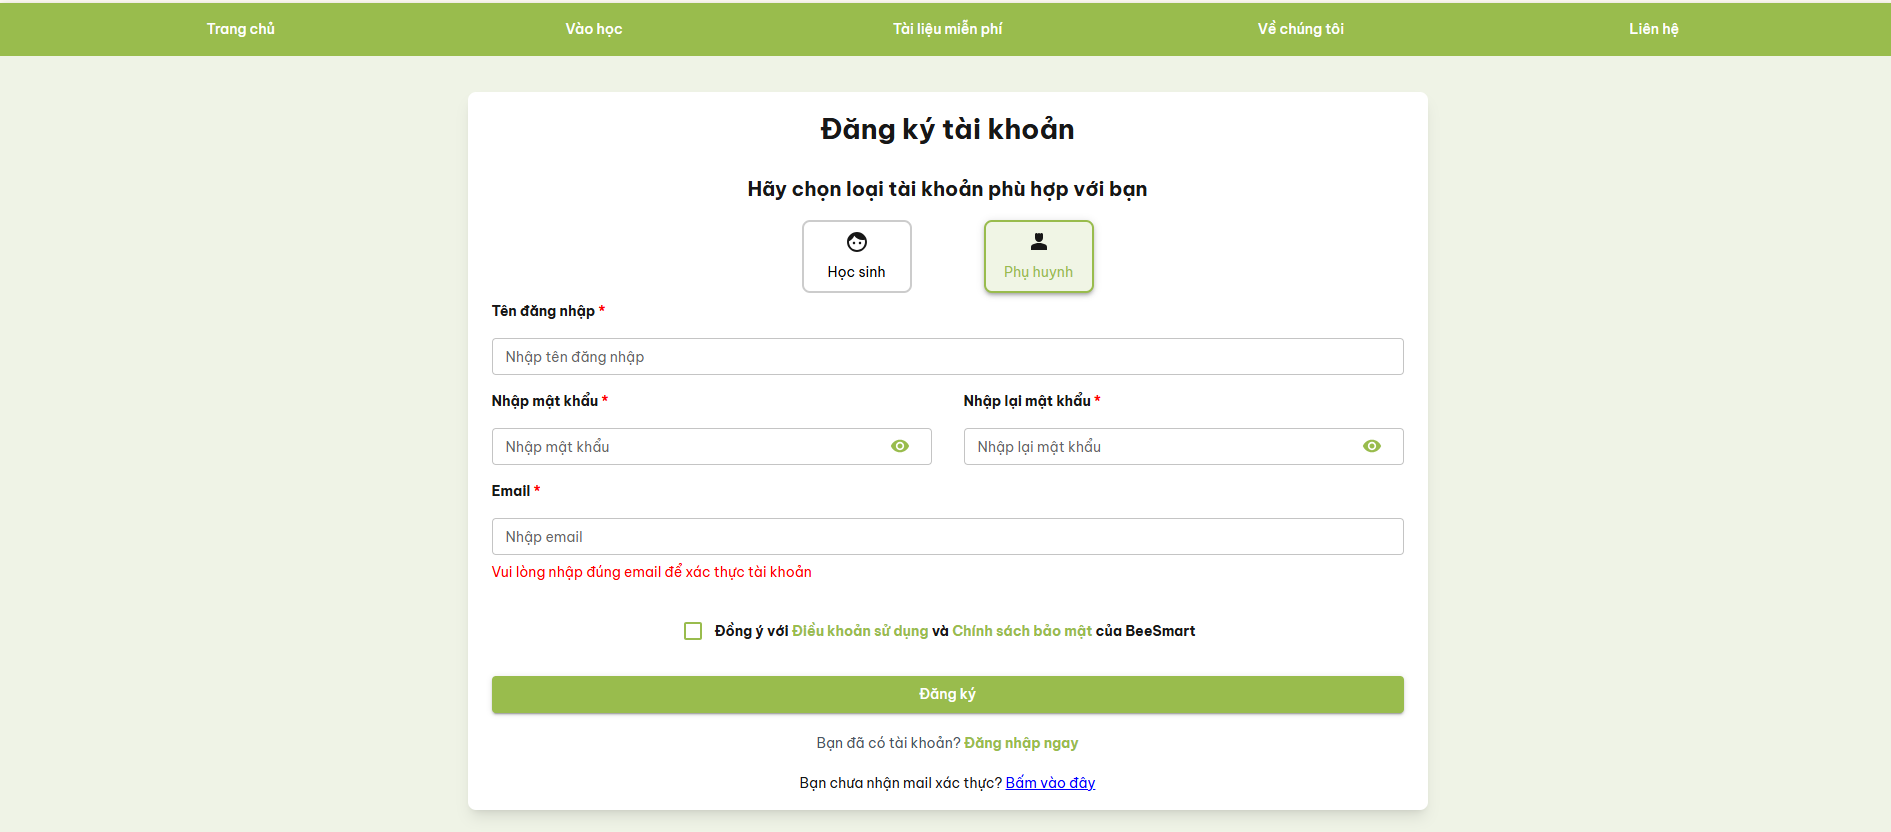 Trang chủ Vào học Tài liệu miễn phí Về chúng tôi Liên hệ
Đăng ký tài khoản
Hãy chọn loại tài khoản phù hợp với bạn
Học sinh Phụ huynh
Tên đăng nhập *
Nhập tên đăng nhập
Nhập mật khẩu * Nhập lại mật khẩu *
Nhập mật khẩu Nhập lại mật khẩu
Email *
Nhập email
Vui lòng nhập đúng email để xác thực tài khoản
Đồng ý với Điều khoản sử dụng và Chính sách bảo mật của BeeSmart
Đăng ký
Bạn đã có tài khoản? Đăng nhập ngay
Bạn chưa nhận mail xác thực? Bấm vào đây